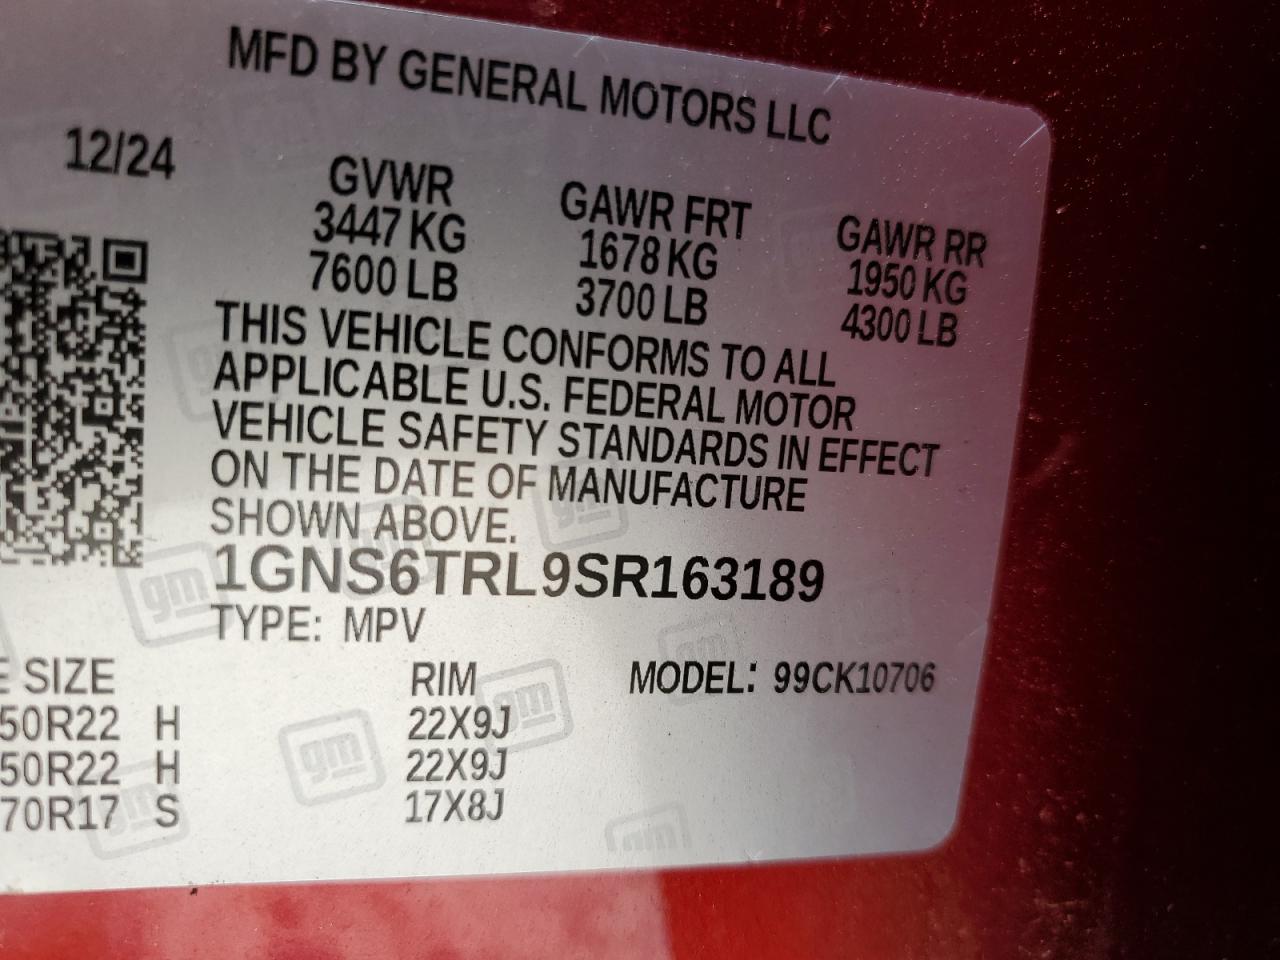 MFD BY GENERAL MOTORS LLC
12/24
GVWR GAWR FRT GAWR RR
3447 KG 1678 KG 1950 KG
7600 LB 3700 LB 4300 LB
THIS VEHICLE CONFORMS TO ALL
APPLICABLE U.S. FEDERAL MOTOR
VEHICLE SAFETY STANDARDS IN EFFECT
ON THE DATE OF MANUFACTURE
SHOWN ABOVE.
1GNS6TRL9SR163189
TYPE: MPV
E SIZE RIM MODEL: 99CK10706
50R22 H 22X9J
50R22 H 22X9J
70R17 S 17X8J